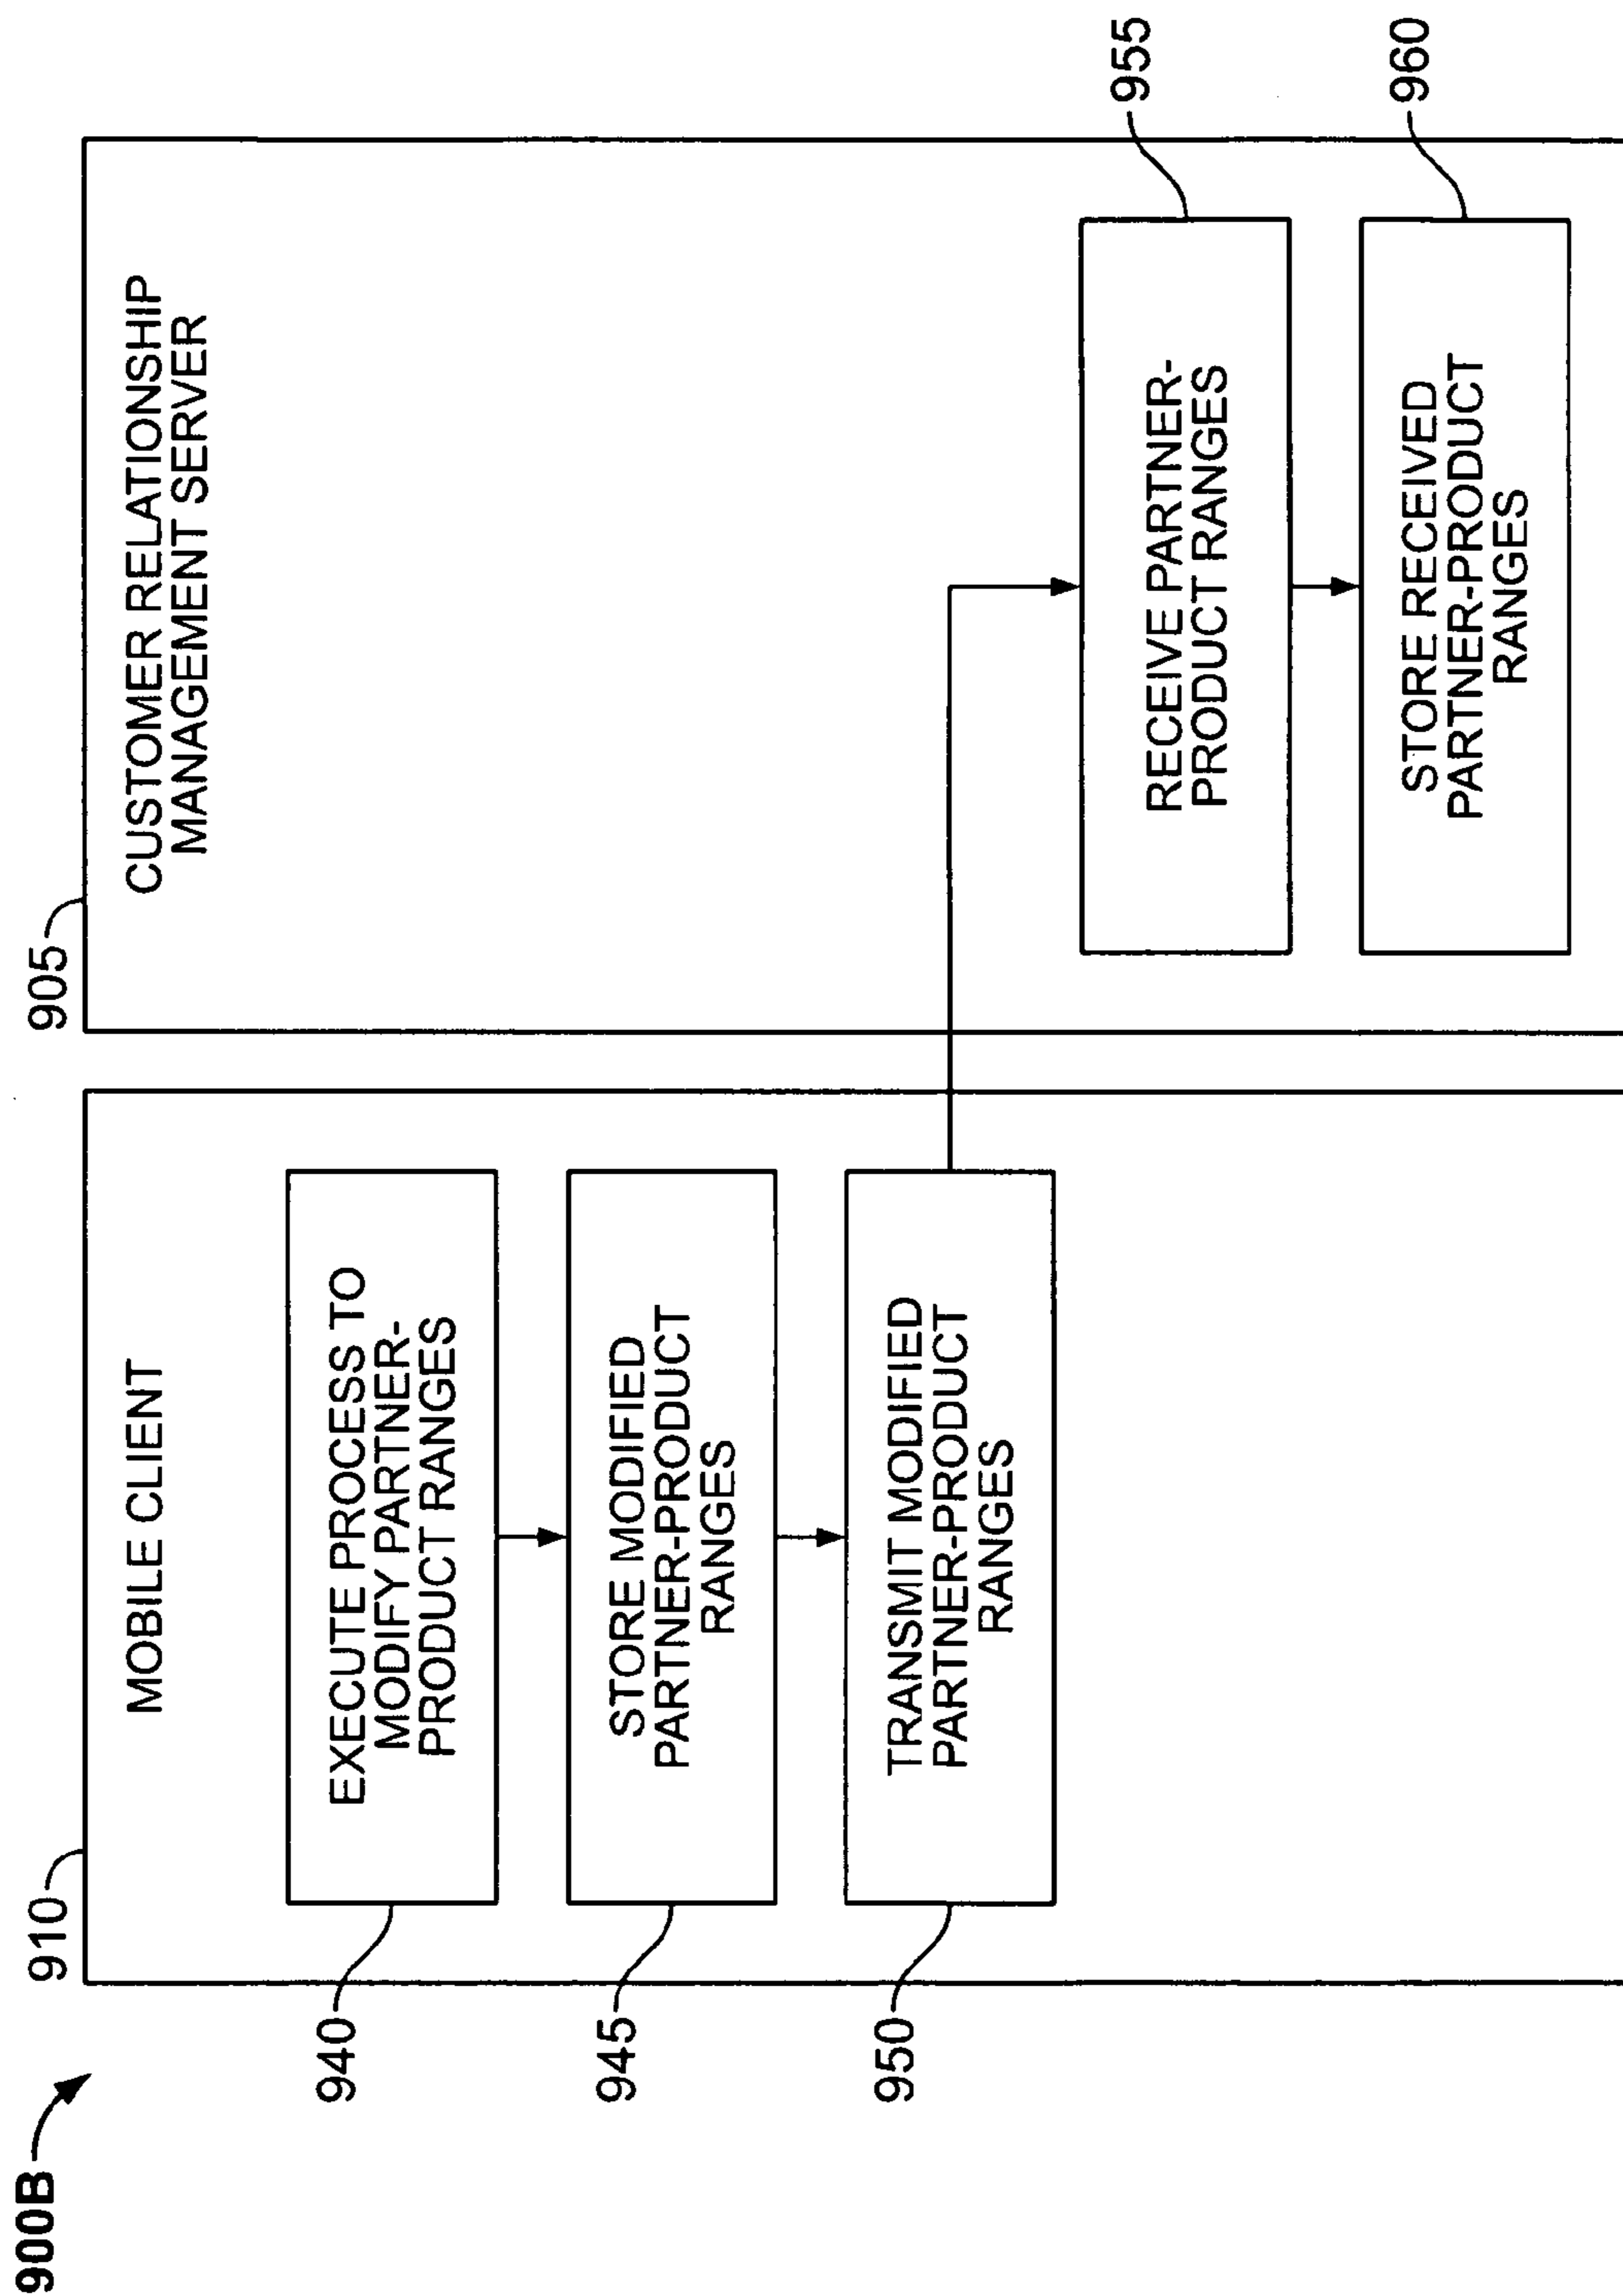 900B
910
MOBILE CLIENT
940
EXECUTE PROCESS TO
MODIFY PARTNER-
PRODUCT RANGES
945
STORE MODIFIED
PARTNER-PRODUCT
RANGES
950
TRANSMIT MODIFIED
PARTNER-PRODUCT
RANGES
905
CUSTOMER RELATIONSHIP
MANAGEMENT SERVER
RECEIVE PARTNER-
PRODUCT RANGES
955
STORE RECEIVED
PARTNER-PRODUCT
RANGES
960